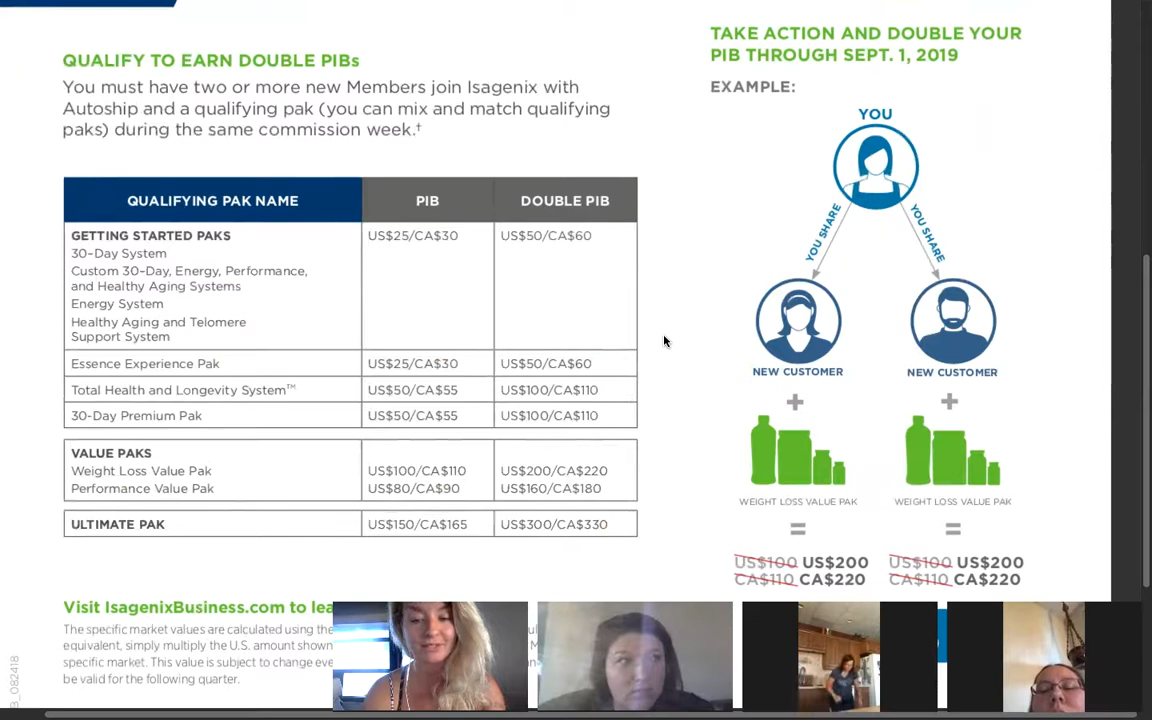 QUALIFY TO EARN DOUBLE PIBs
You must have two or more new Members join Isagenix with
Autoship and a qualifying pak (you can mix and match qualifying
paks) during the same commission week.†
QUALIFYING PAK NAME PIB DOUBLE PIB
GETTING STARTED PAKS US$25/CA$30 US$50/CA$60
30–Day System
Custom 30–Day, Energy, Performance,
and Healthy Aging Systems
Energy System
Healthy Aging and Telomere
Support System
Essence Experience Pak US$25/CA$30 US$50/CA$60
Total Health and Longevity System™ US$50/CA$55 US$100/CA$110
30-Day Premium Pak US$50/CA$55 US$100/CA$110
VALUE PAKS
Weight Loss Value Pak US$100/CA$110 US$200/CA$220
Performance Value Pak US$80/CA$90 US$160/CA$180
ULTIMATE PAK US$150/CA$165 US$300/CA$330
Visit IsagenixBusiness.com to
The specific market values are calculated using the
equivalent, simply multiply the U.S. amount shown
specific market. This value is subject to change
be valid for the following quarter.
B_082418
TAKE ACTION AND DOUBLE YOUR
PIB THROUGH SEPT. 1, 2019
EXAMPLE:
YOU
YOU SHARE YOU SHARE
NEW CUSTOMER NEW CUSTOMER
+ +
WEIGHT LOSS VALUE PAK WEIGHT LOSS VALUE PAK
= =
US$100 US$200 US$100 US$200
CA$110 CA$220 CA$110 CA$220